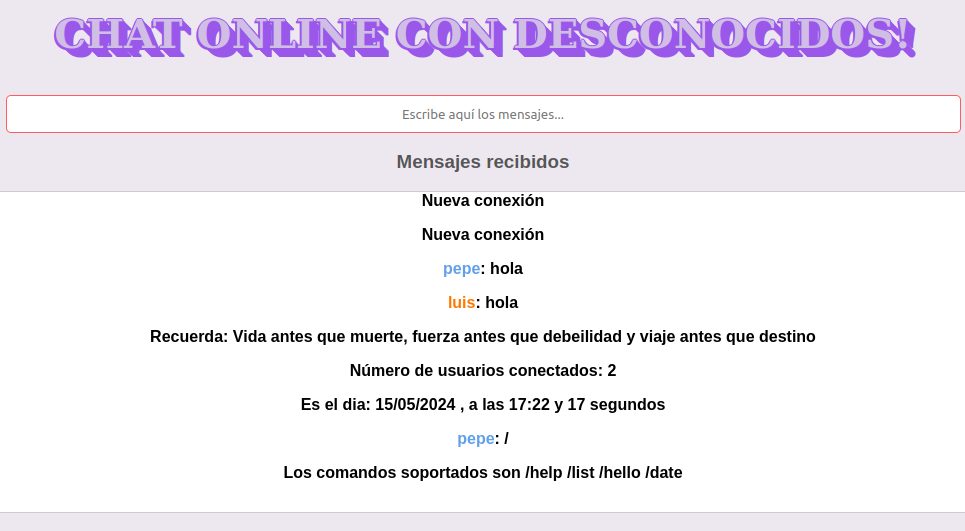 CHAT ONLINE CON DESCONOCIDOS!
Escribe aquí los mensajes...
Mensajes recibidos
Nueva conexión
Nueva conexión
pepe: hola
luis: hola
Recuerda: Vida antes que muerte, fuerza antes que debeilidad y viaje antes que destino
Número de usuarios conectados: 2
Es el dia: 15/05/2024 , a las 17:22 y 17 segundos
pepe: /
Los comandos soportados son /help /list /hello /date